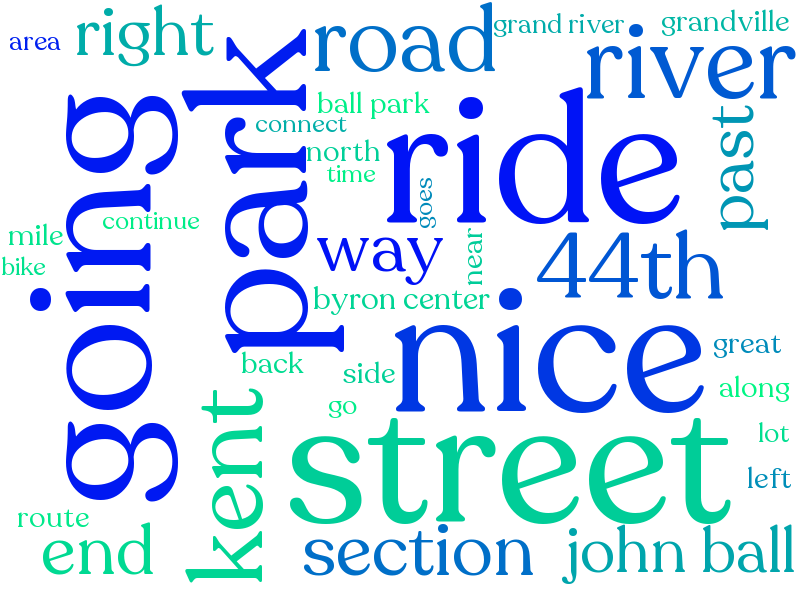 area
right
road
grand river
grandville
river
going
park
ball park
connect
north
time
ride
goes
past
mile
continue
bike
way
near
44th
byron center
nice
great
back
side
go
along
kent
street
lot
left
route
end
section
john ball